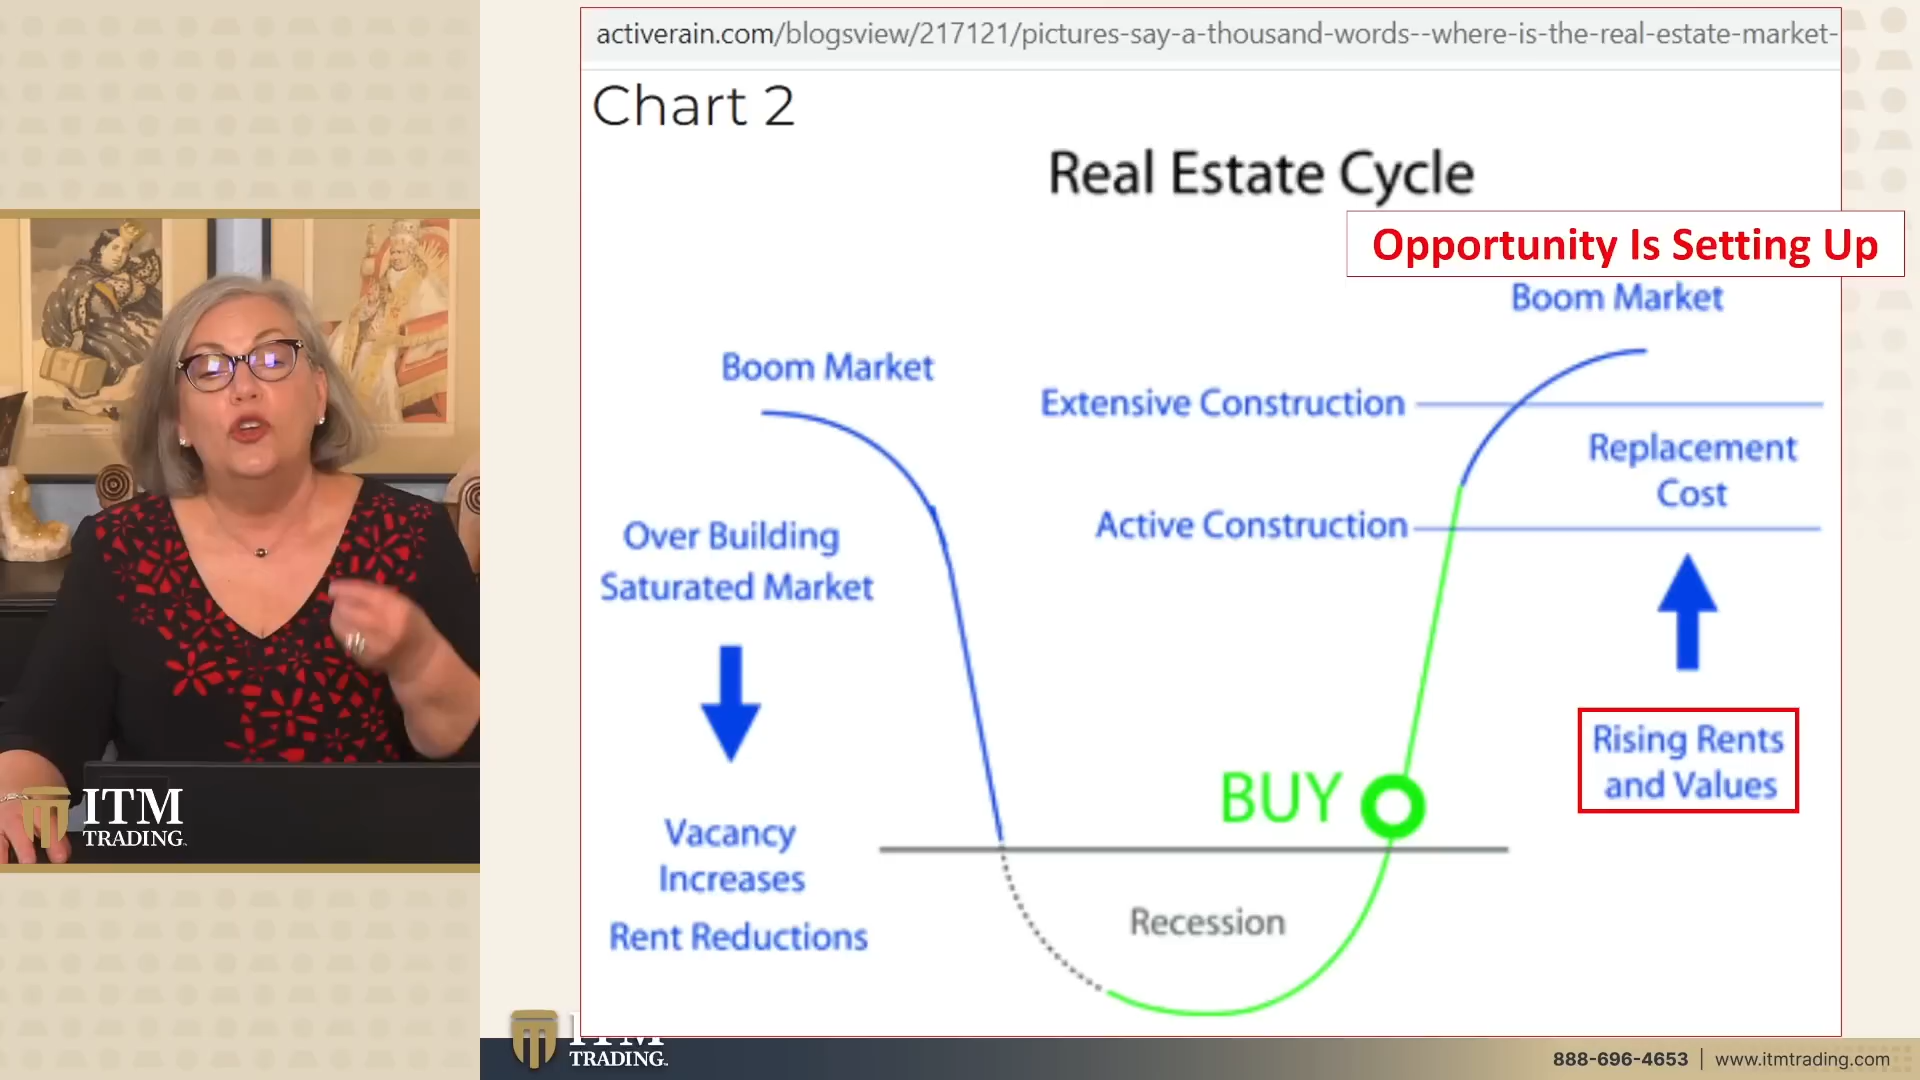 activerain.com/blogsview/217121/pictures-say-a-thousand-words--where-is-the-real-estate-market-
Chart 2
Real Estate Cycle
Opportunity Is Setting Up
Boom Market
Boom Market
Extensive Construction
Replacement
Cost
Over Building
Saturated Market
Active Construction
Rising Rents
and Values
BUY
Vacancy
Increases
Rent Reductions
Recession
ITM
TRADING
ITM
TRADING
888-696-4653 | www.itmtrading.com